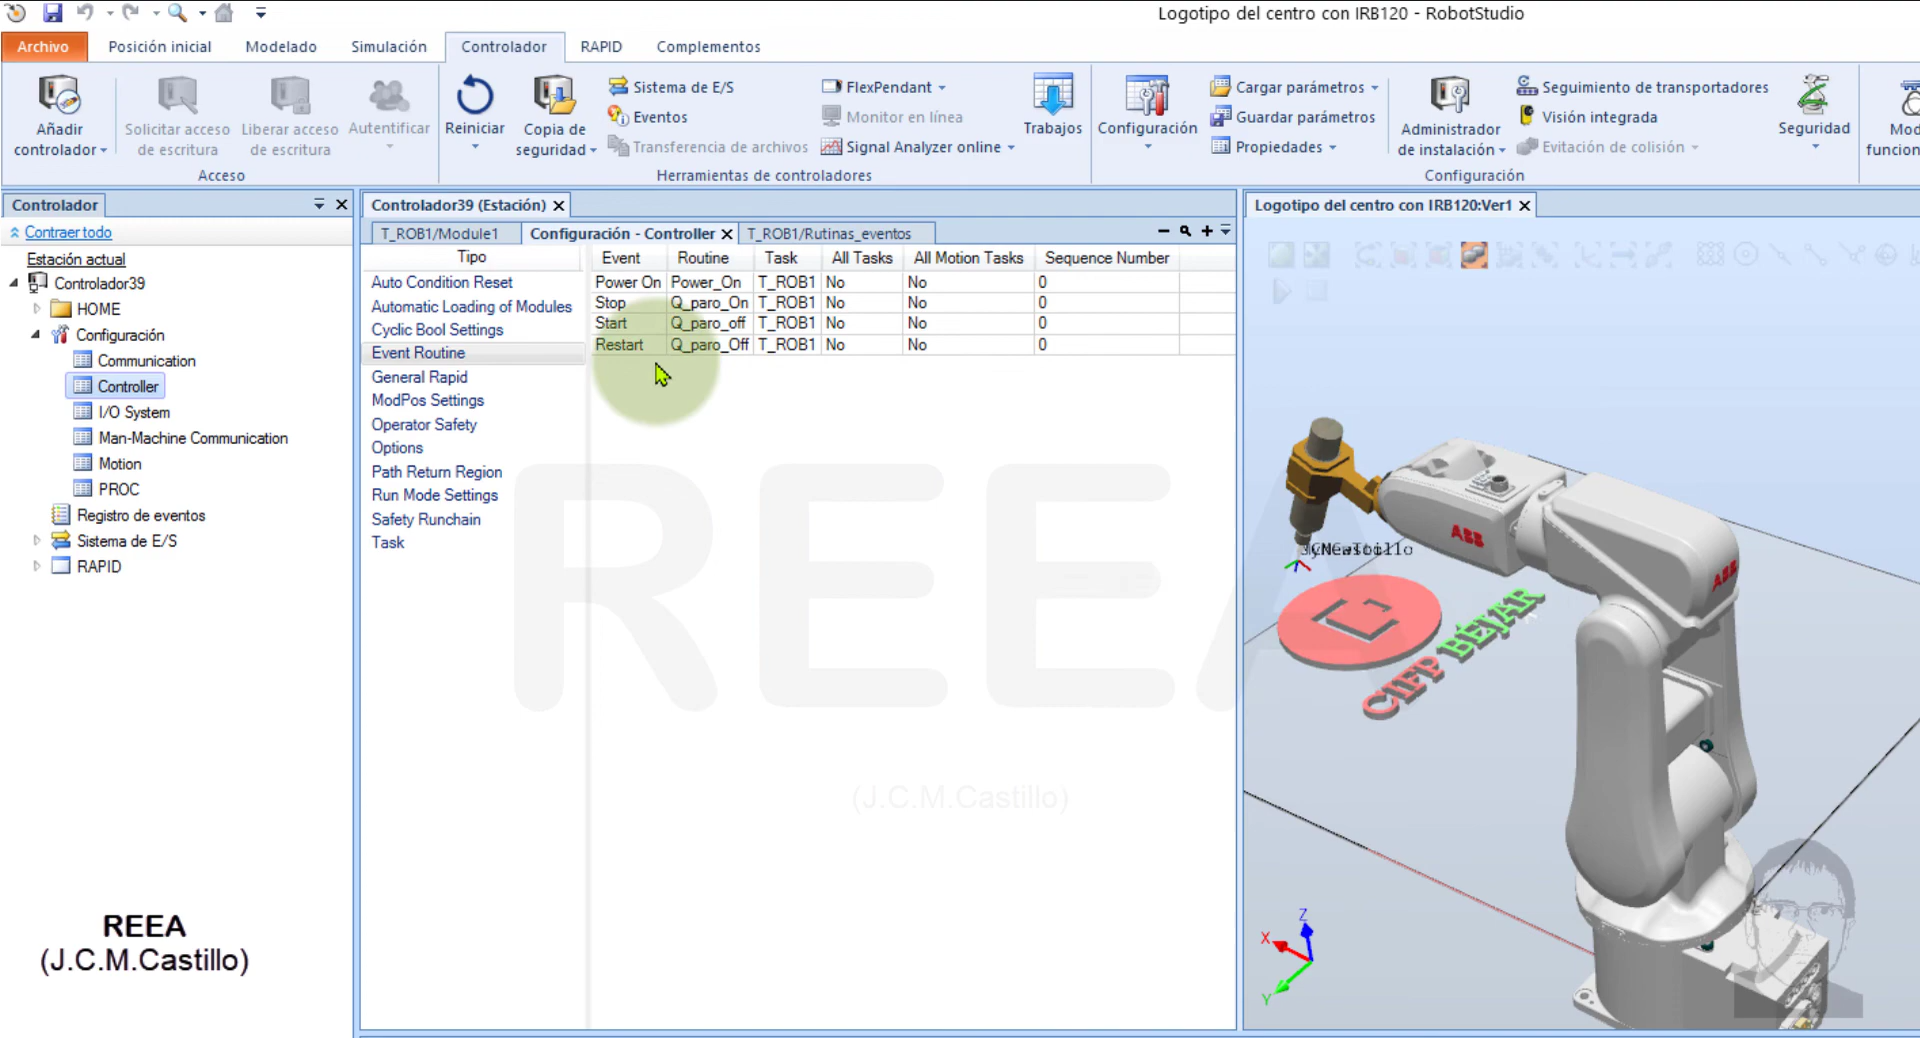 Logotipo del centro con IRB120 - RobotStudio
Archivo
Posición inicial
Modelado
Simulación
Controlador
RAPID
Complementos
Añadir
controlador
Solicitar acceso
de escritura
Liberar acceso
de escritura
Autentificar
Acceso
Reiniciar
Copia de
seguridad
Sistema de E/S
Eventos
Transferencia de archivos
FlexPendant
Monitor en línea
Signal Analyzer online
Trabajos
Herramientas de controladores
Configuración
Cargar parámetros
Guardar parámetros
Propiedades
Administrador
de instalación
Seguimiento de transportadores
Visión integrada
Evitación de colisión
Configuración
Seguridad
Controlador
Contraer todo
Estación actual
Controlador39
HOME
Configuración
Communication
Controller
I/O System
Man-Machine Communication
Motion
PROC
Registro de eventos
Sistema de E/S
RAPID
REEA
(J.C.M.Castillo)
Controlador39 (Estación)
T_ROB1/Module1
Configuración - Controller
T_ROB1/Rutinas_eventos
Tipo
Auto Condition Reset
Automatic Loading of Modules
Cyclic Bool Settings
Event Routine
General Rapid
ModPos Settings
Operator Safety
Options
Path Return Region
Run Mode Settings
Safety Runchain
Task
Event Routine Task All Tasks All Motion Tasks Sequence Number
Power On Power_On T_ROB1 No No 0
Stop Q_paro_On T_ROB1 No No 0
Start Q_paro_off T_ROB1 No No 0
Restart Q_paro_Off T_ROB1 No No 0
REEA
(J.C.M.Castillo)
Logotipo del centro con IRB120:Ver1
ABB
ABB
CIFP BÉJAR
Z
X
Y